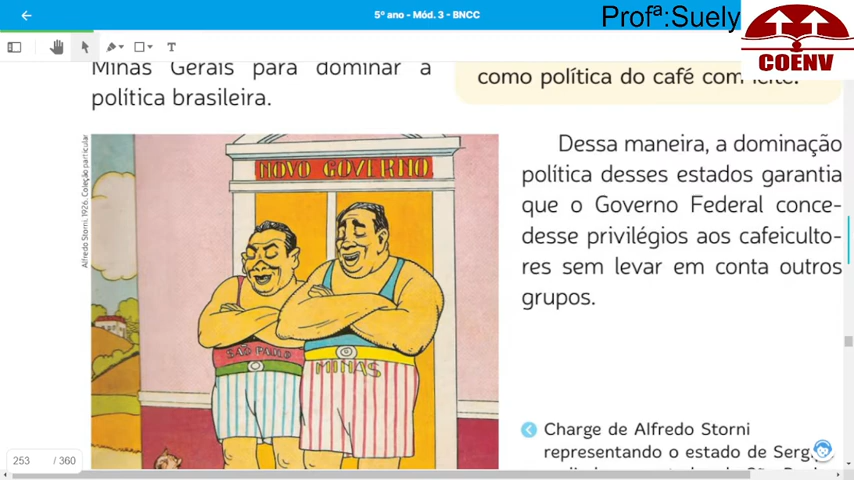 5º ano - Mód. 3 - BNCC
Profª:Suely
COENV
T
Minas Gerais para dominar a
política brasileira.
como política do café com leite.
Alfredo Storni. 1926. Coleção particular
NOVO GOVERNO
SÃO PAULO
MINAS
Dessa maneira, a dominação
política desses estados garantia
que o Governo Federal conce-
desse privilégios aos cafeiculto-
res sem levar em conta outros
grupos.
Charge de Alfredo Storni
representando o estado de
253 / 360